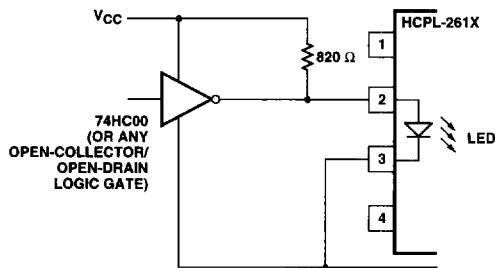 VCC
HCPL-261X
1
820 Ω
2
74HC00
(OR ANY
OPEN-COLLECTOR/
OPEN-DRAIN
LOGIC GATE)
LED
3
4